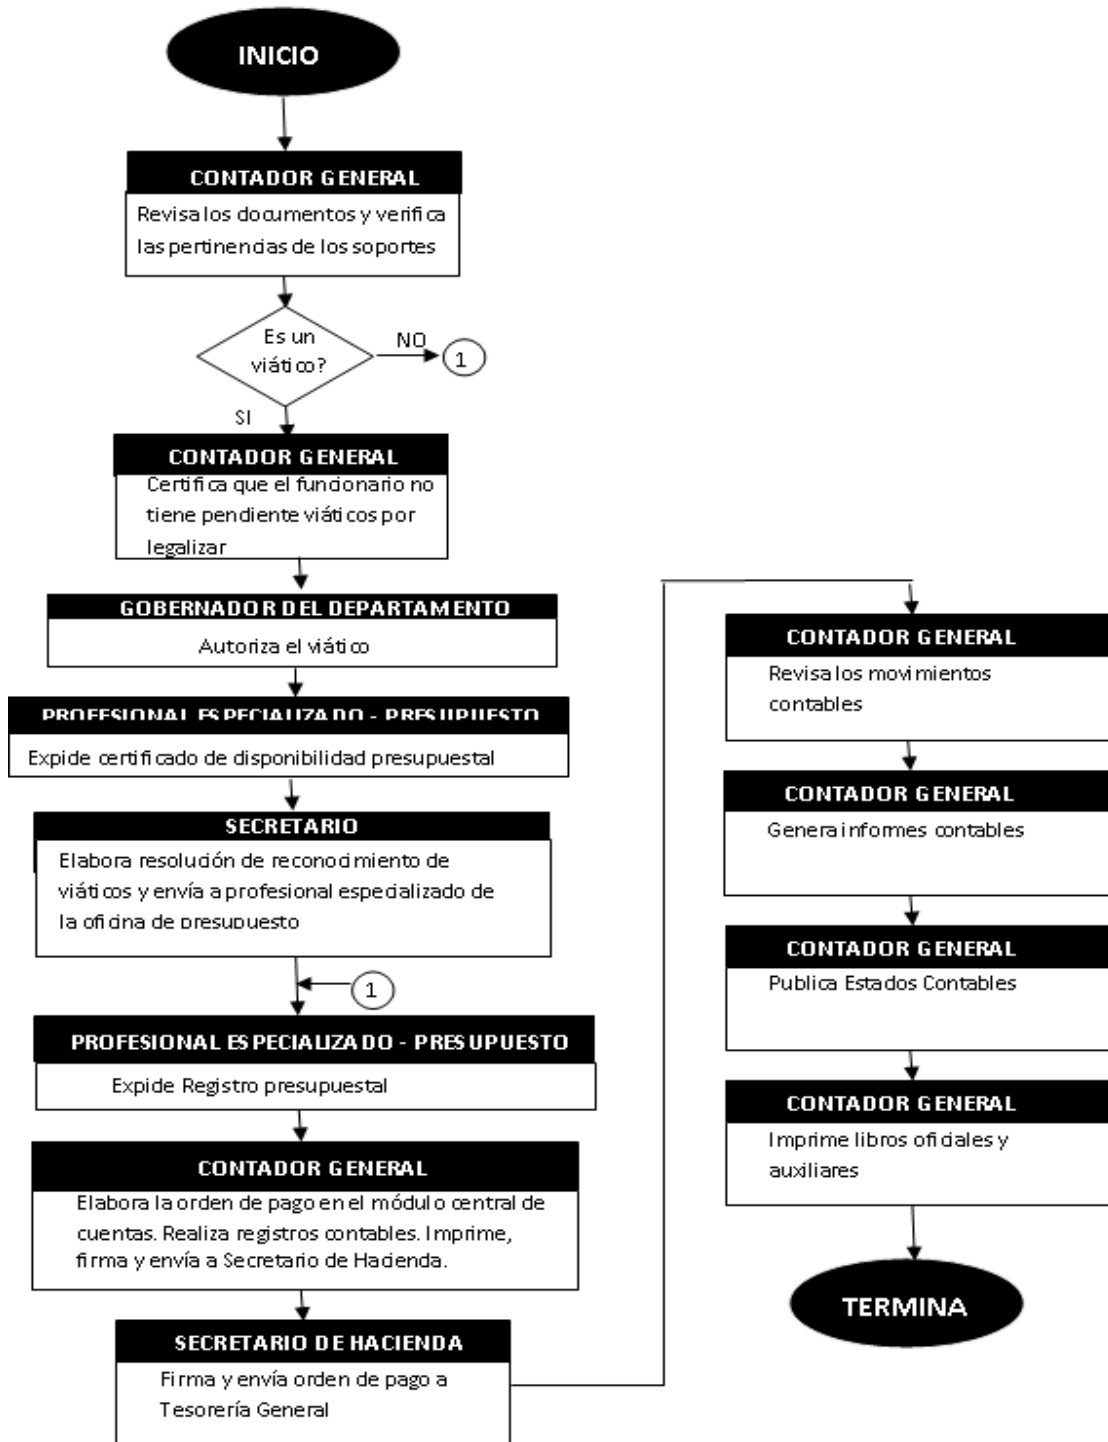 INICIO
CONTADOR GENERAL
Revisa los documentos y verifica
las pertinencias de los soportes
Es un
viático?
NO
1
SI
CONTADOR GENERAL
Certifica que el funcionario no
tiene pendiente viáticos por
legalizar
GOBERNADOR DEL DEPARTAMENTO
Autoriza el viático
PROFESIONAL ESPECIALIZADO - PRESUPUESTO
Expide certificado de disponibilidad presupuestal
SECRETARIO
Elabora resolución de reconocimiento de
viáticos y envía a profesional especializado de
la oficina de presupuesto
1
PROFESIONAL ESPECIALIZADO - PRESUPUESTO
Expide Registro presupuestal
CONTADOR GENERAL
Elabora la orden de pago en el módulo central de
cuentas. Realiza registros contables. Imprime,
firma y envía a Secretario de Hacienda.
SECRETARIO DE HACIENDA
Firma y envía orden de pago a
Tesorería General
CONTADOR GENERAL
Revisa los movimientos
contables
CONTADOR GENERAL
Genera informes contables
CONTADOR GENERAL
Publica Estados Contables
CONTADOR GENERAL
Imprime libros oficiales y
auxiliares
TERMINA